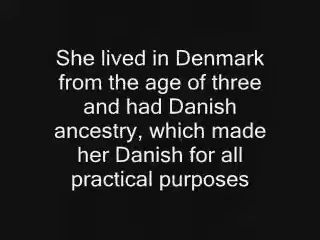 She lived in Denmark
from the age of three
and had Danish
ancestry, which made
her Danish for all
practical purposes